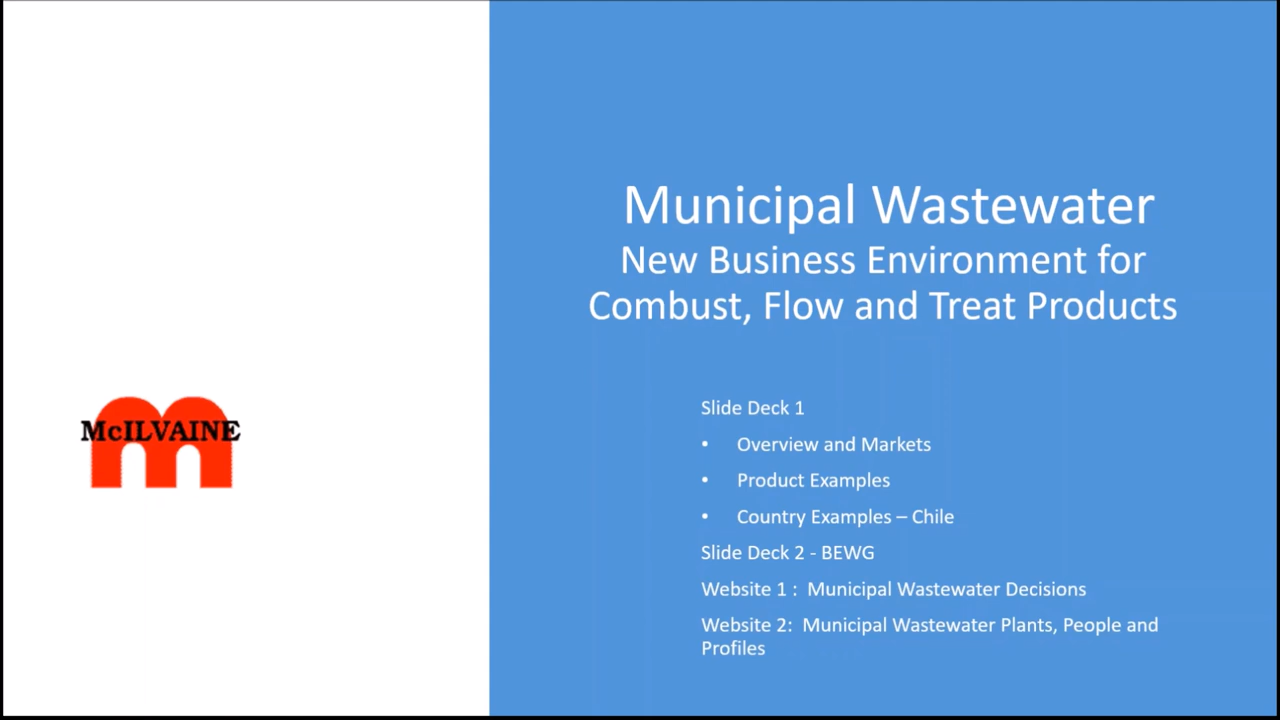 Municipal Wastewater
New Business Environment for
Combust, Flow and Treat Products
McILVAINE
Slide Deck 1
• Overview and Markets
• Product Examples
• Country Examples – Chile
Slide Deck 2 - BEWG
Website 1 : Municipal Wastewater Decisions
Website 2: Municipal Wastewater Plants, People and
Profiles